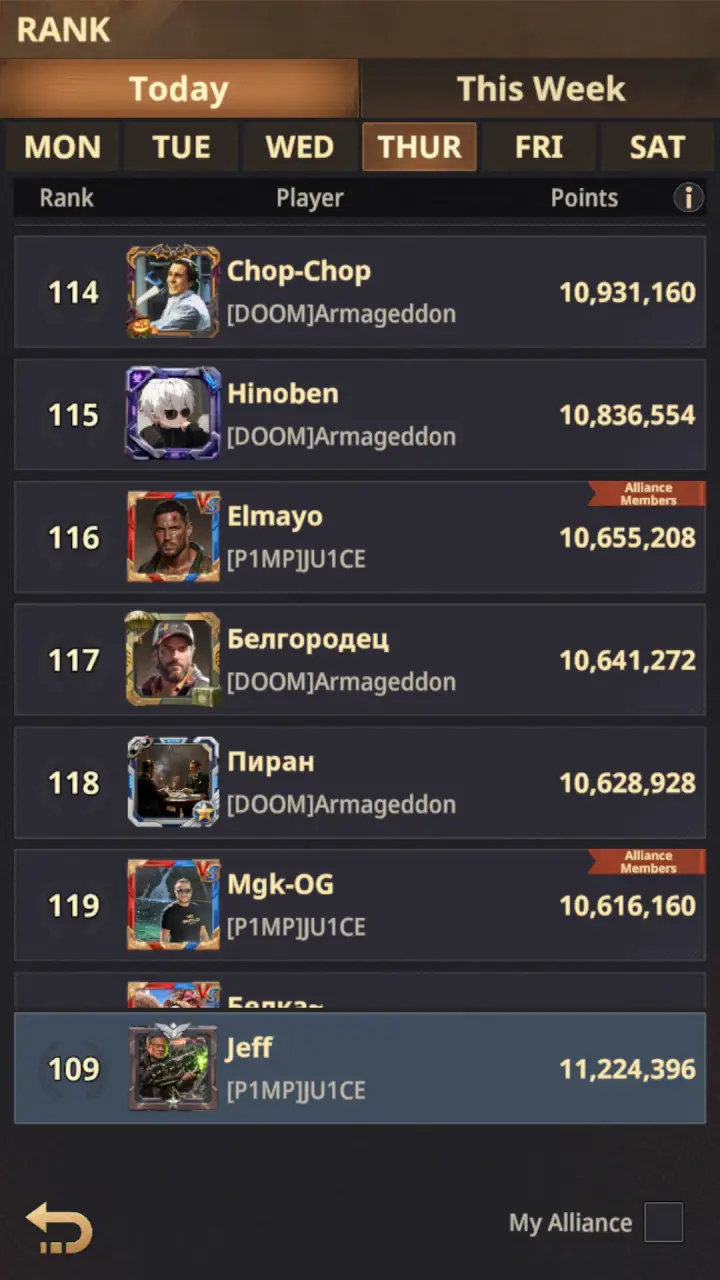 RANK
Today
This Week
MON
TUE
WED
THUR
FRI
SAT
Rank
Player
Points
114
Chop-Chop
[DOOM]Armageddon
10,931,160
115
Hinoben
[DOOM]Armageddon
10,836,554
Alliance
Members
116
Elmayo
[P1MP]JU1CE
10,655,208
117
Белгородец
[DOOM]Armageddon
10,641,272
118
Пиран
[DOOM]Armageddon
10,628,928
Alliance
Members
119
Mgk-OG
[P1MP]JU1CE
10,616,160
Белка~
109
Jeff
[P1MP]JU1CE
11,224,396
My Alliance